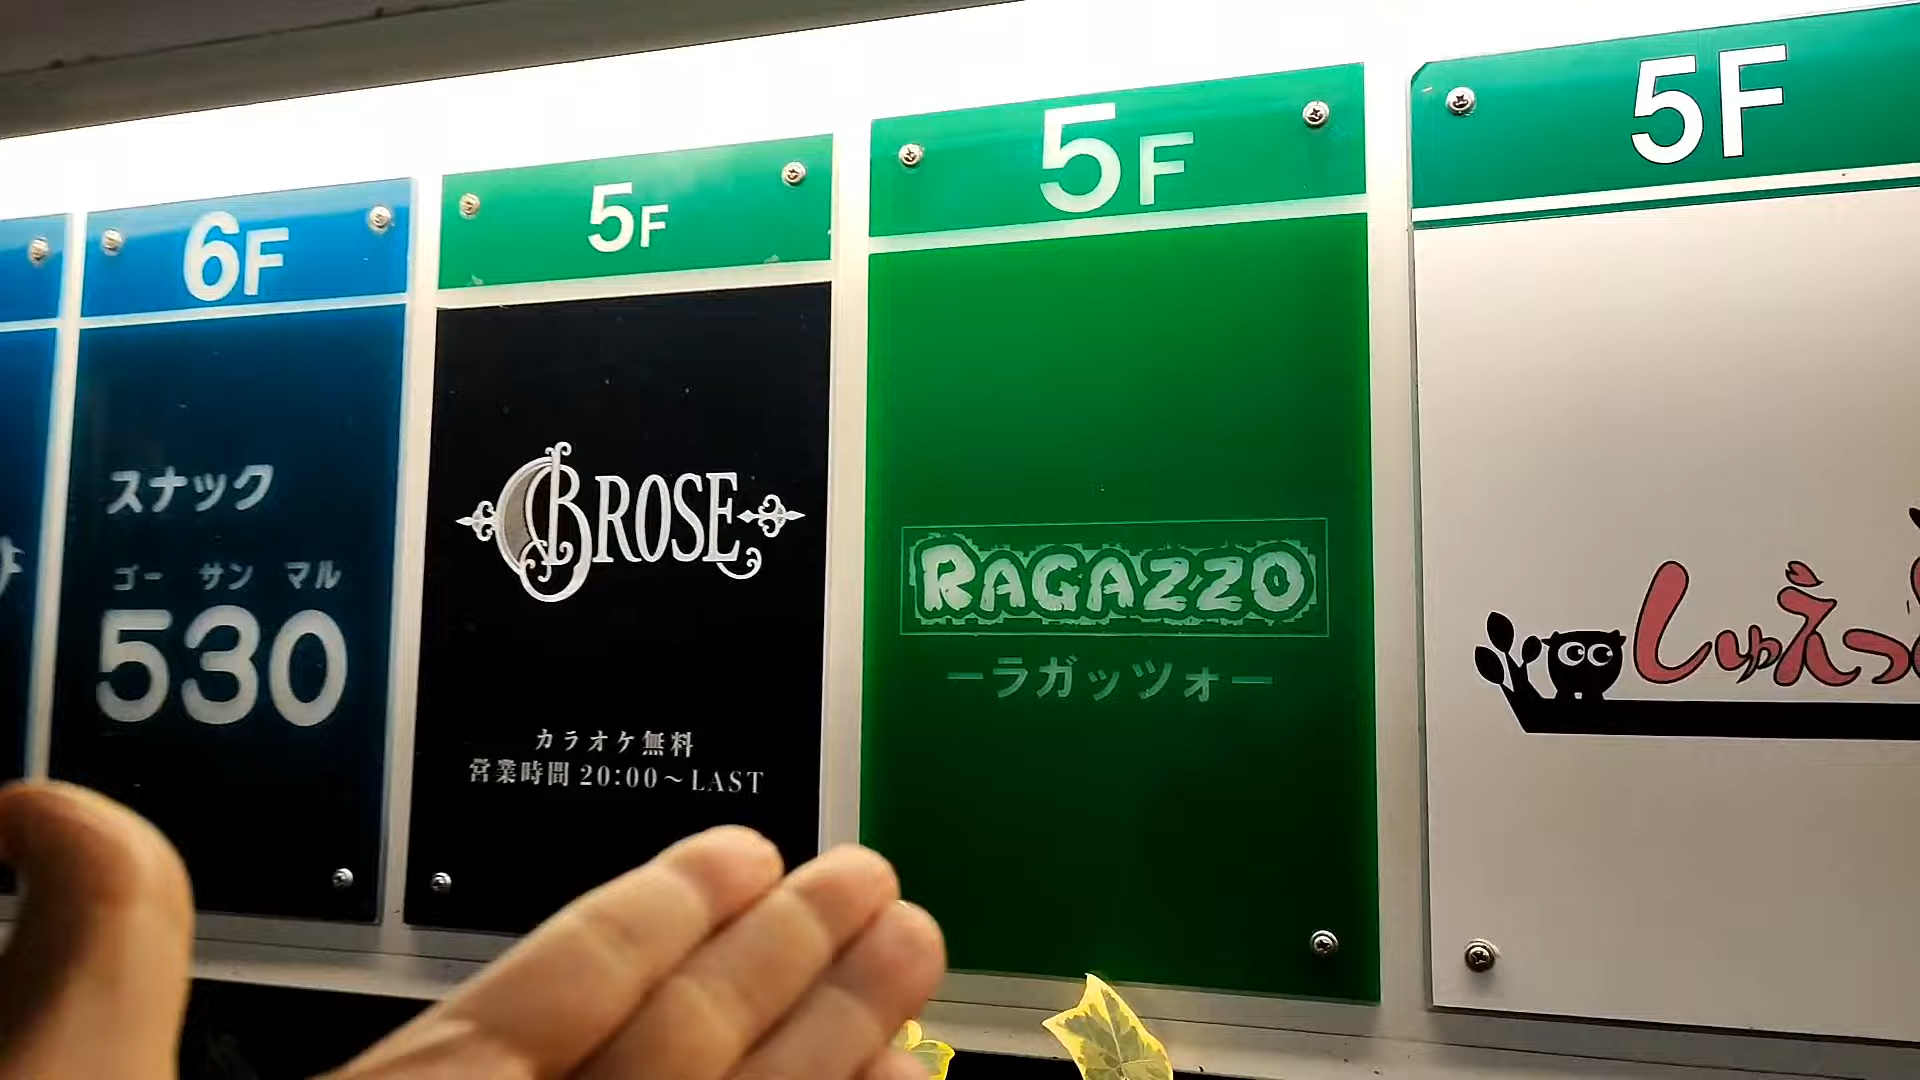 6F
スナック
ゴー サン マル
530
5F
BROSE
カラオケ無料
営業時間 20:00～LAST
5F
RAGAZZO
ーラガッツォー
5F
しゅえっ